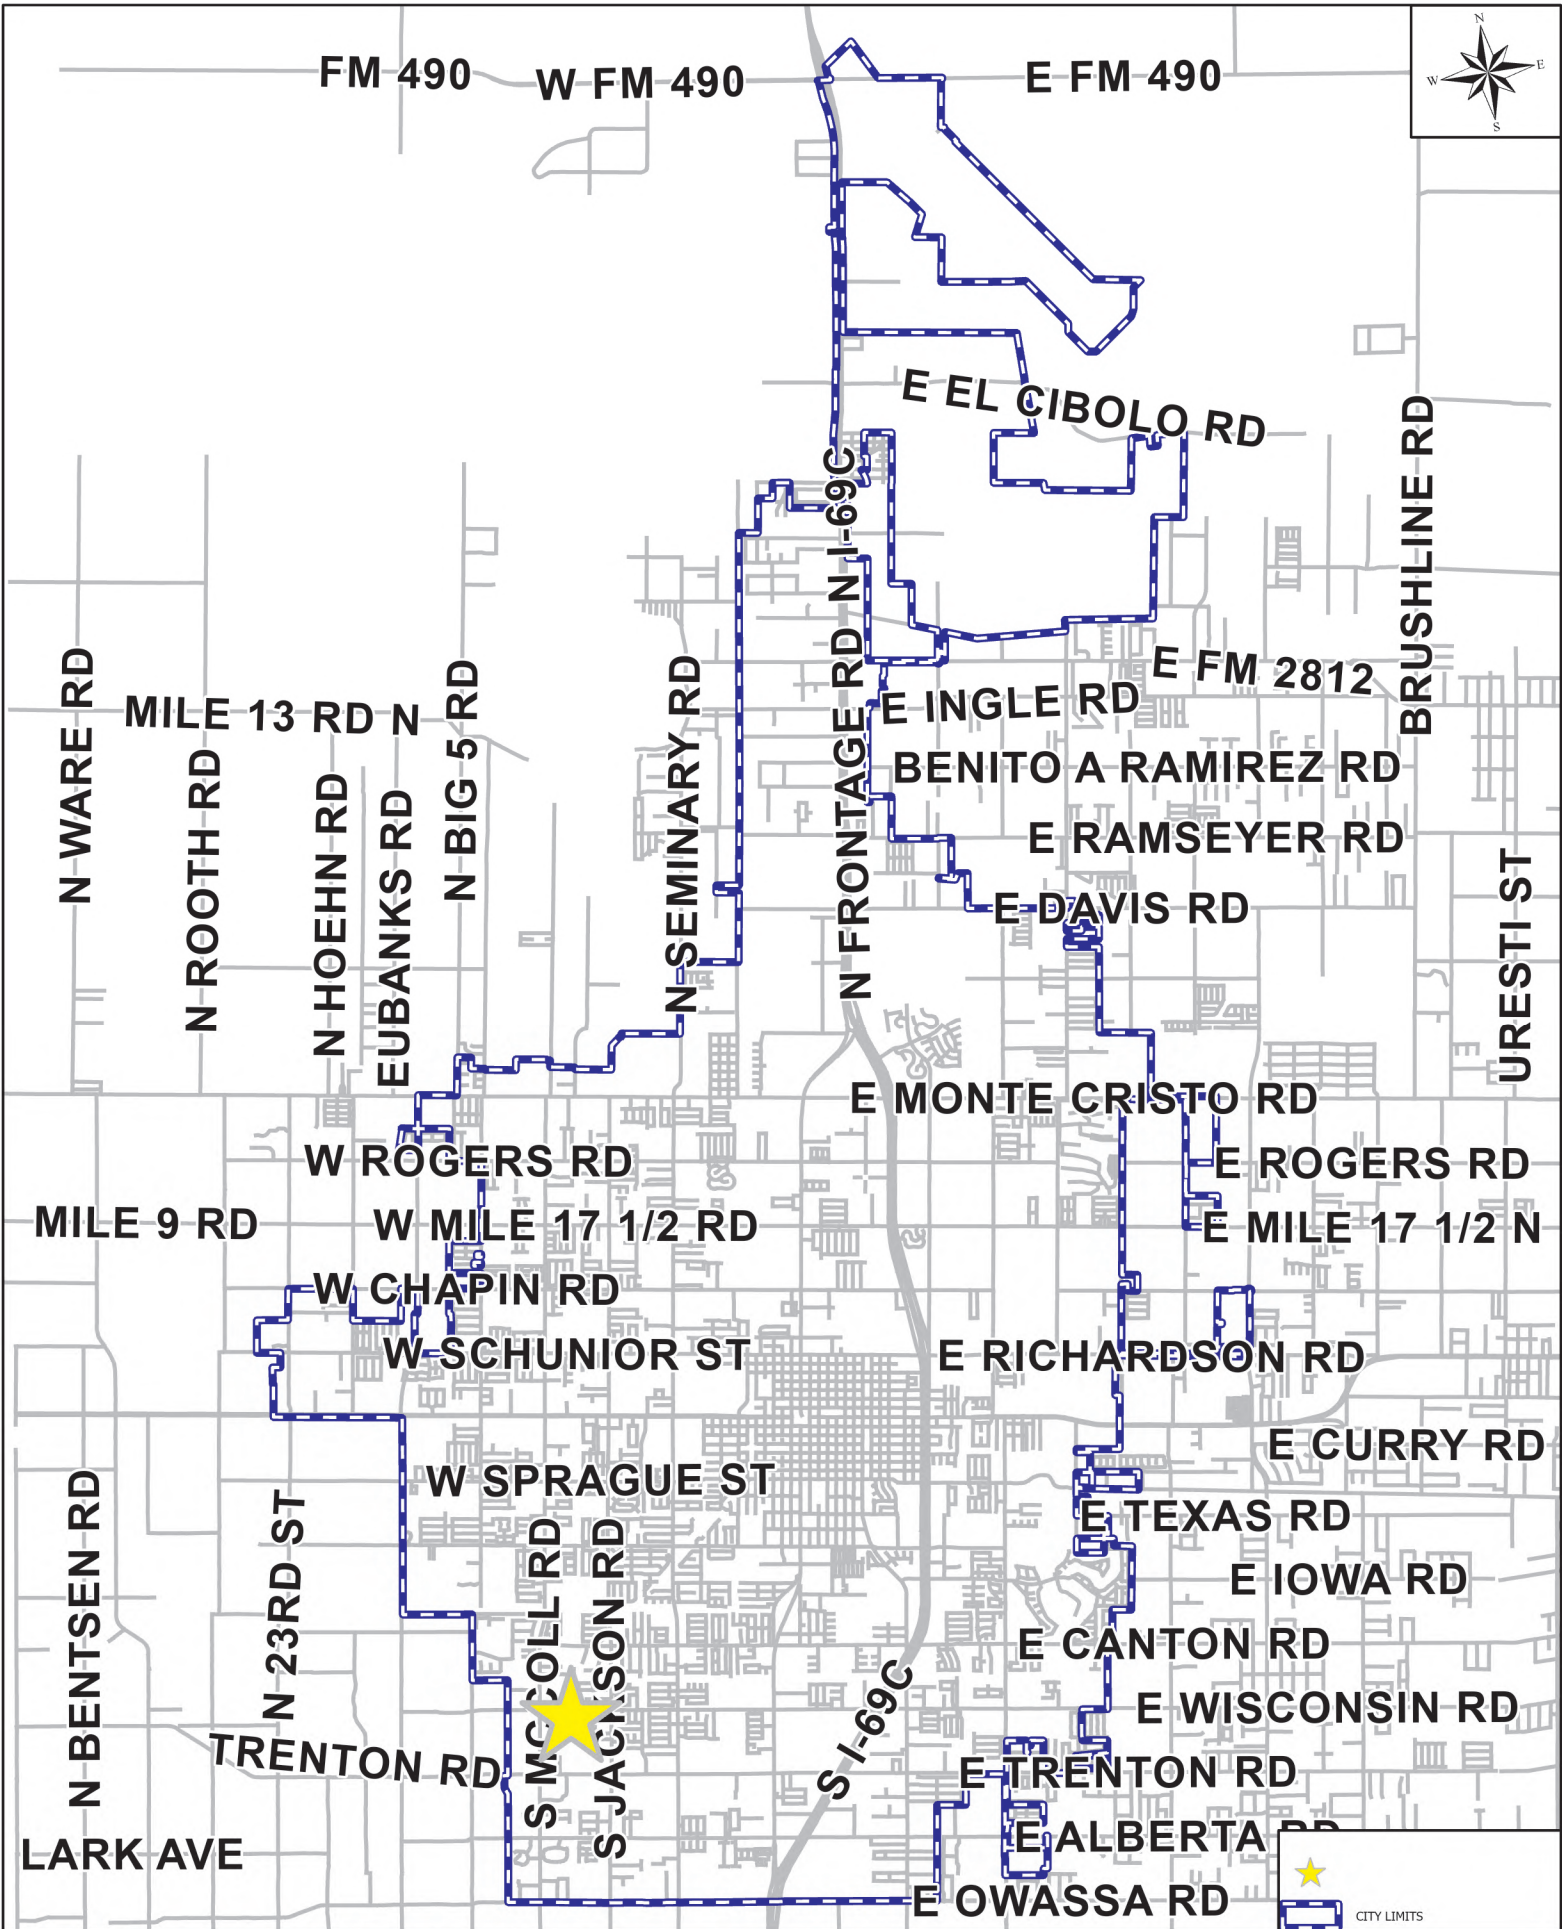 N
FM 490
W FM 490
E FM 490
W
E
S
E EL CIBOLO RD
BRUSHLINE RD
N I-69C
N WARE RD
MILE 13 RD N
N ROOTH RD
N HOEHN RD
EUBANKS RD
N BIG 5 RD
N SEMINARY RD
N FRONTAGE RD
E FM 2812
E INGLE RD
BENITO A RAMIREZ RD
E RAMSEYER RD
E DAVIS RD
URESTI ST
E MONTE CRISTO RD
W ROGERS RD
E ROGERS RD
MILE 9 RD
W MILE 17 1/2 RD
E MILE 17 1/2 N
W CHAPIN RD
W SCHUNIOR ST
E RICHARDSON RD
E CURRY RD
W SPRAGUE ST
E TEXAS RD
N BENTSEN RD
N 23RD ST
S MCCOLL RD
S JACKSON RD
E IOWA RD
E CANTON RD
S I-69C
E WISCONSIN RD
TRENTON RD
E TRENTON RD
E ALBERTA RD
LARK AVE
E OWASSA RD
CITY LIMITS